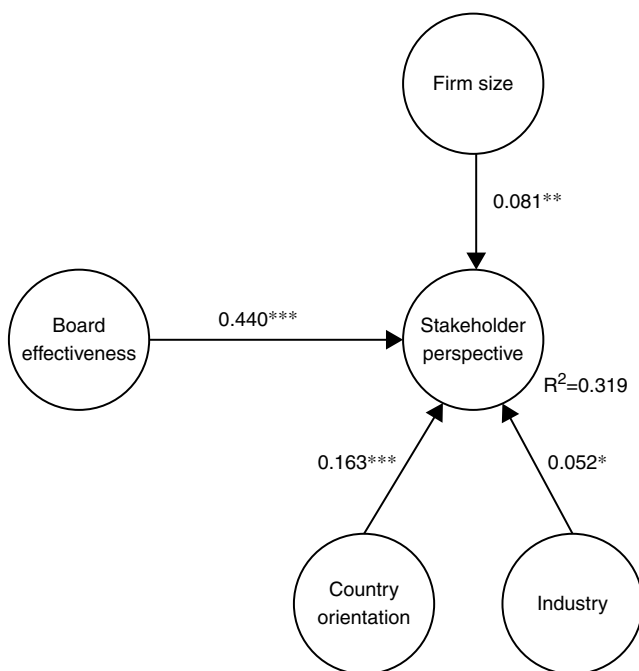 Firm size
0.081**
Board
effectiveness
0.440***
Stakeholder
perspective
R²=0.319
0.163***
0.052*
Country
orientation
Industry